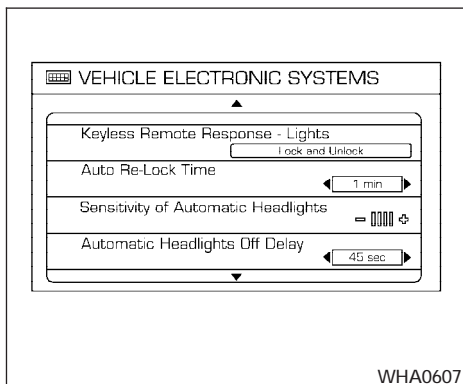 VEHICLE ELECTRONIC SYSTEMS
Keyless Remote Response - Lights
Lock and Unlock
Auto Re-Lock Time
1 min
Sensitivity of Automatic Headlights
- +
Automatic Headlights Off Delay
45 sec
WHA0607